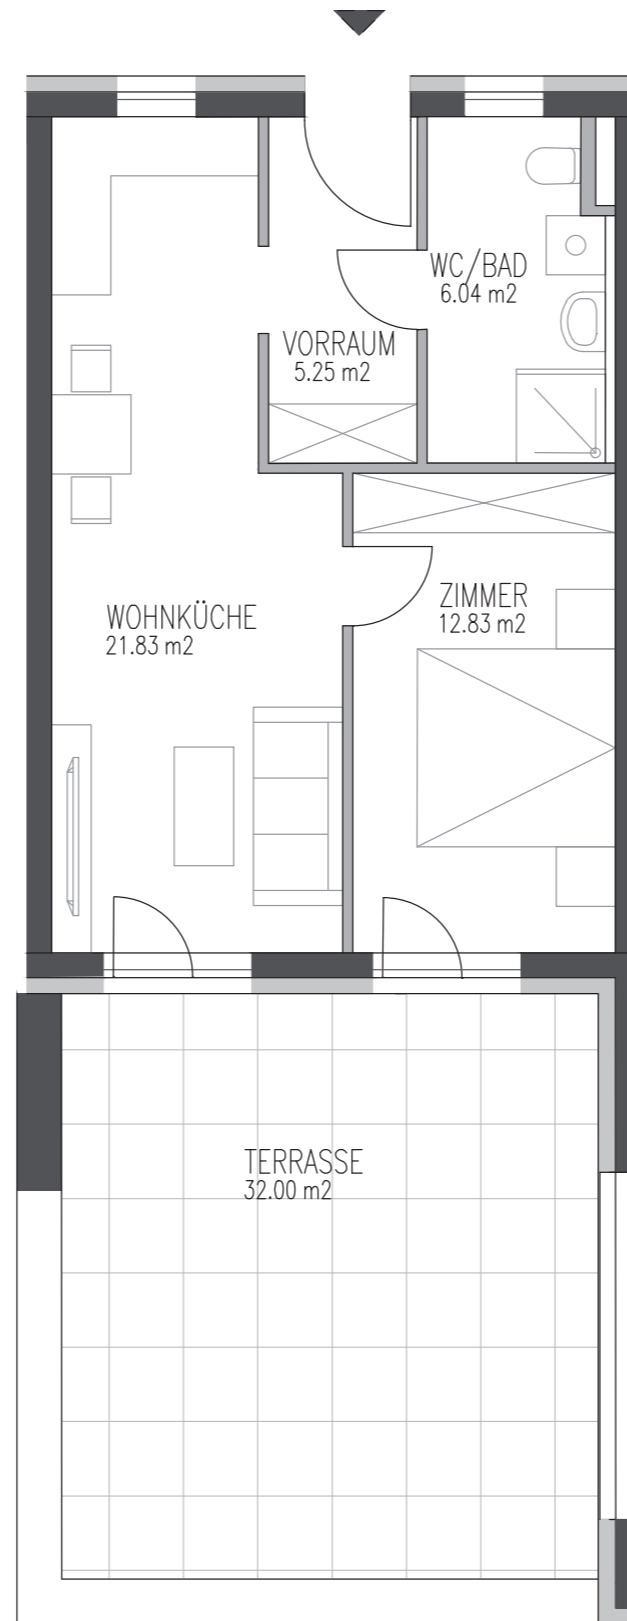 WC/BAD
6.04 m2
VORRAUM
5.25 m2
ZIMMER
12.83 m2
WOHNKÜCHE
21.83 m2
TERRASSE
32.00 m2